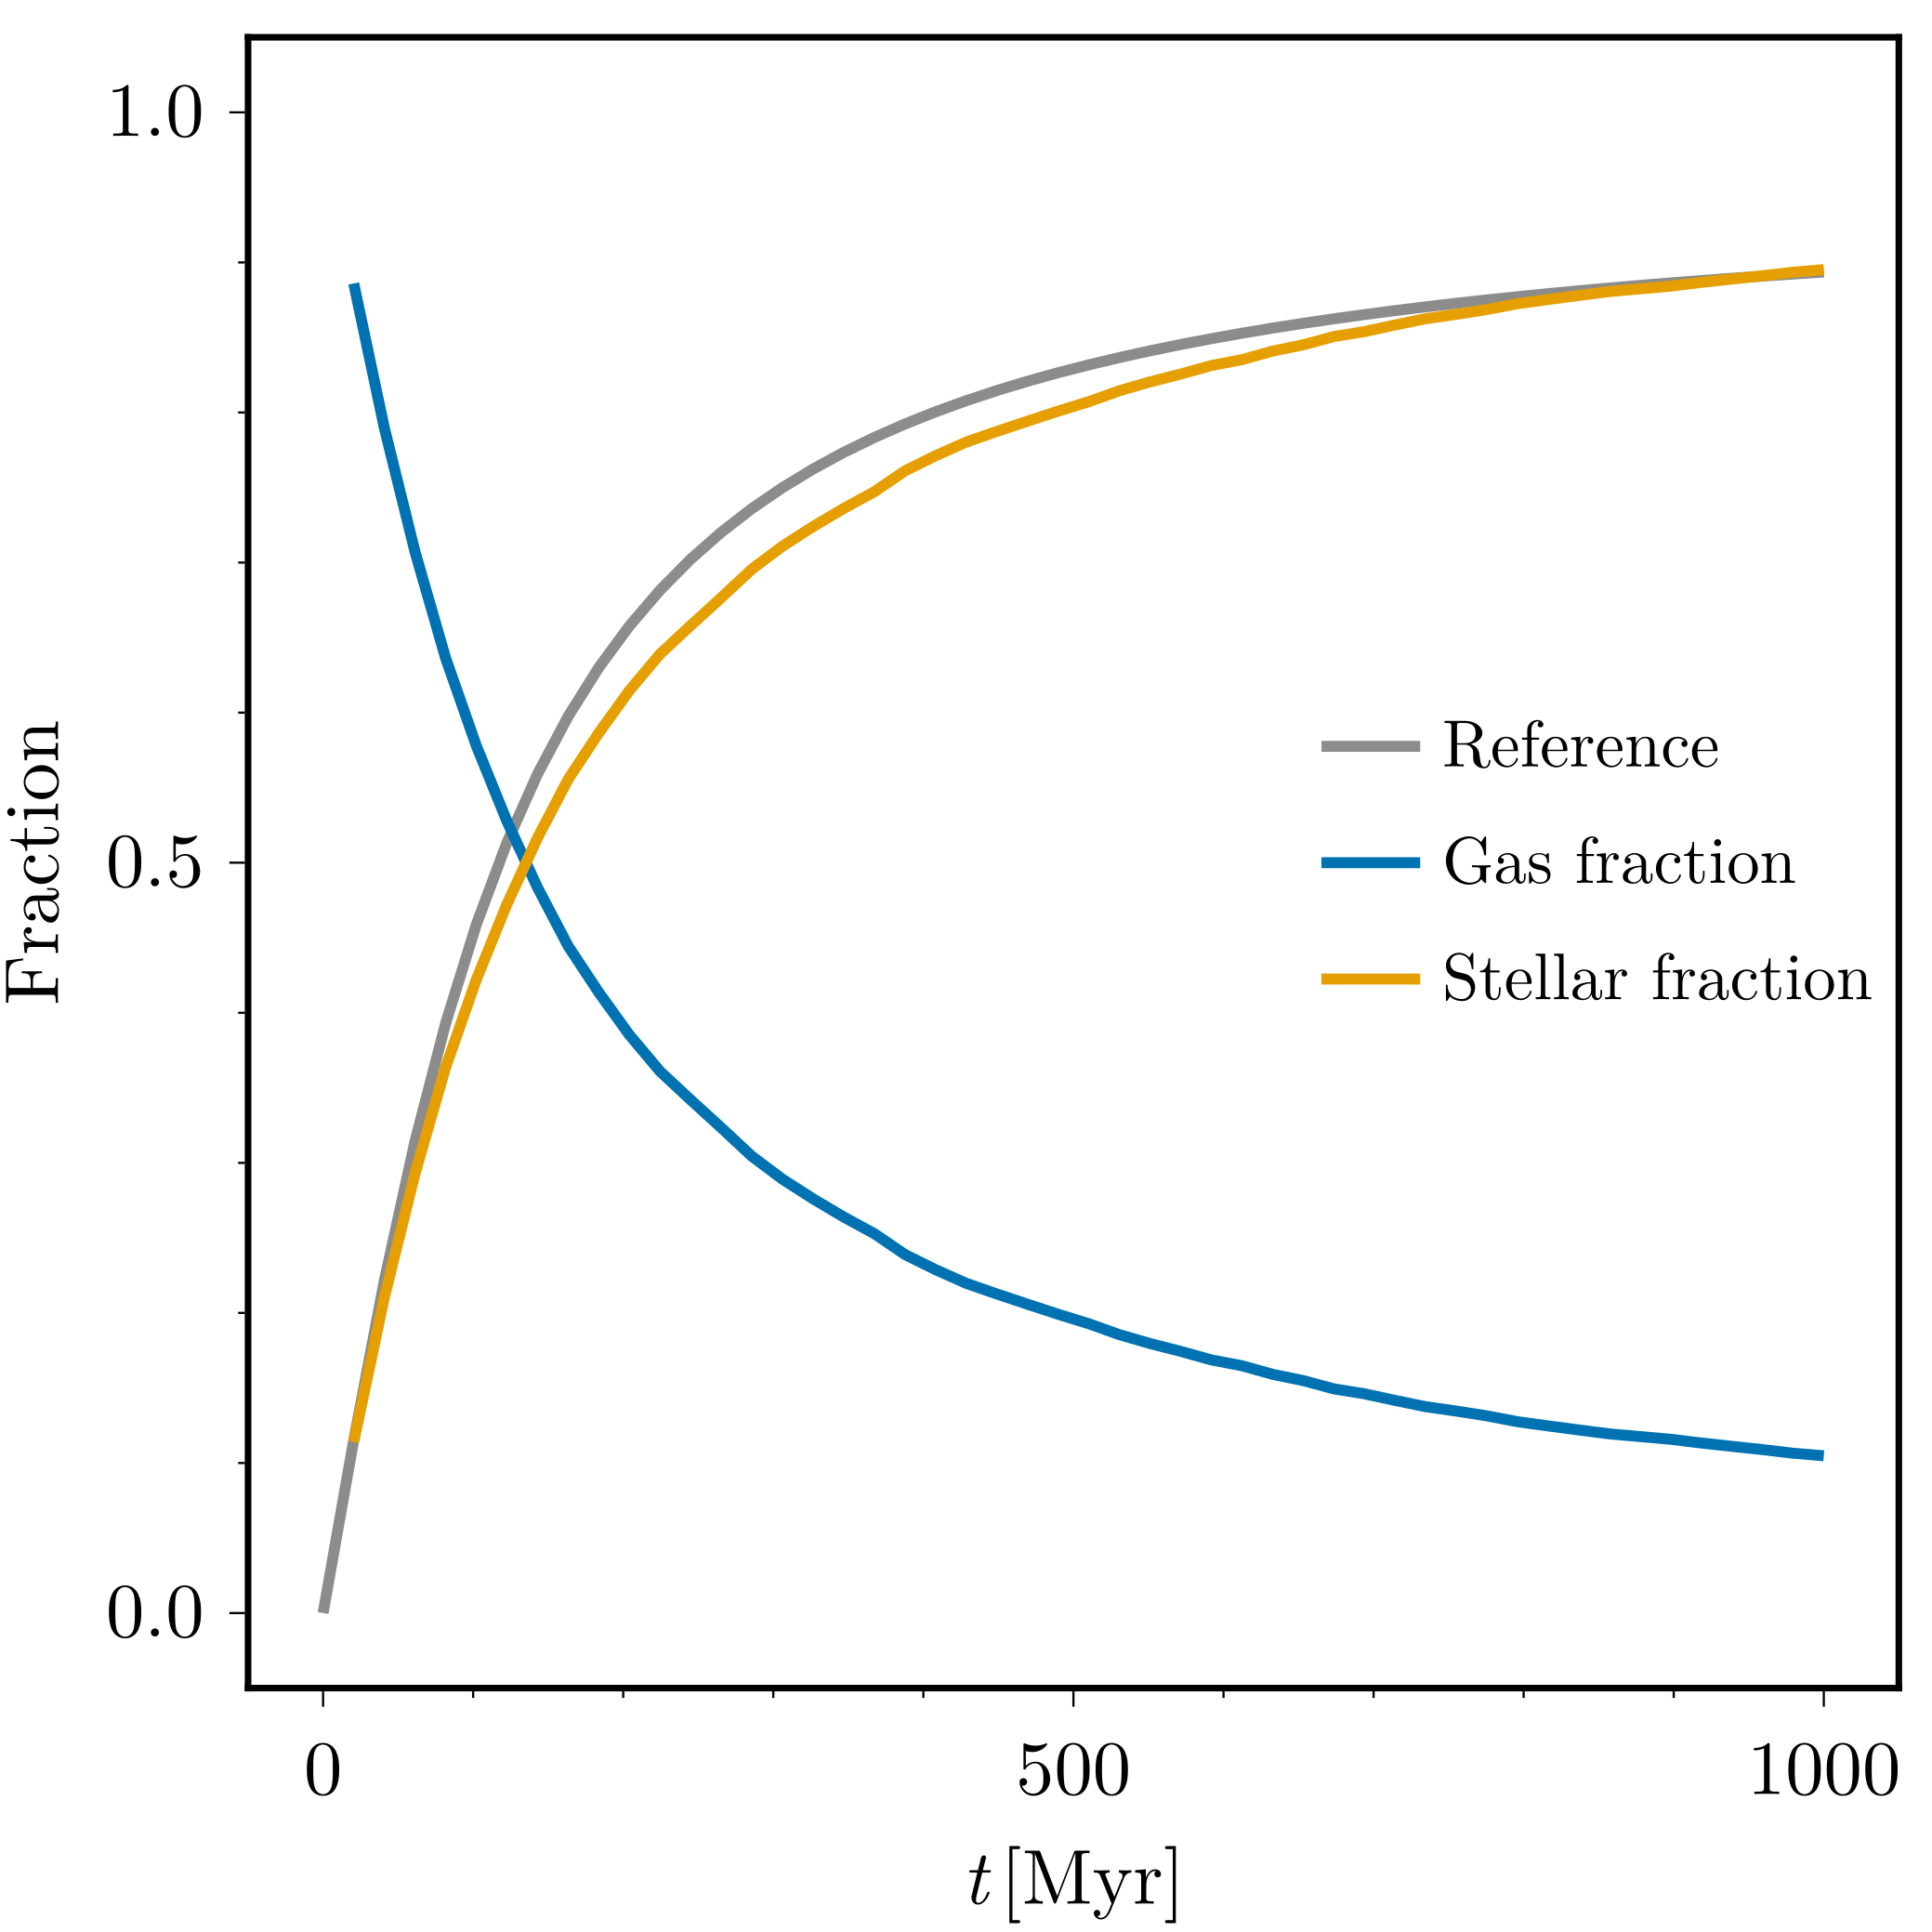 1.0
0.5
0.0
Fraction
Reference
Gas fraction
Stellar fraction
0 500 1000
t [Myr]